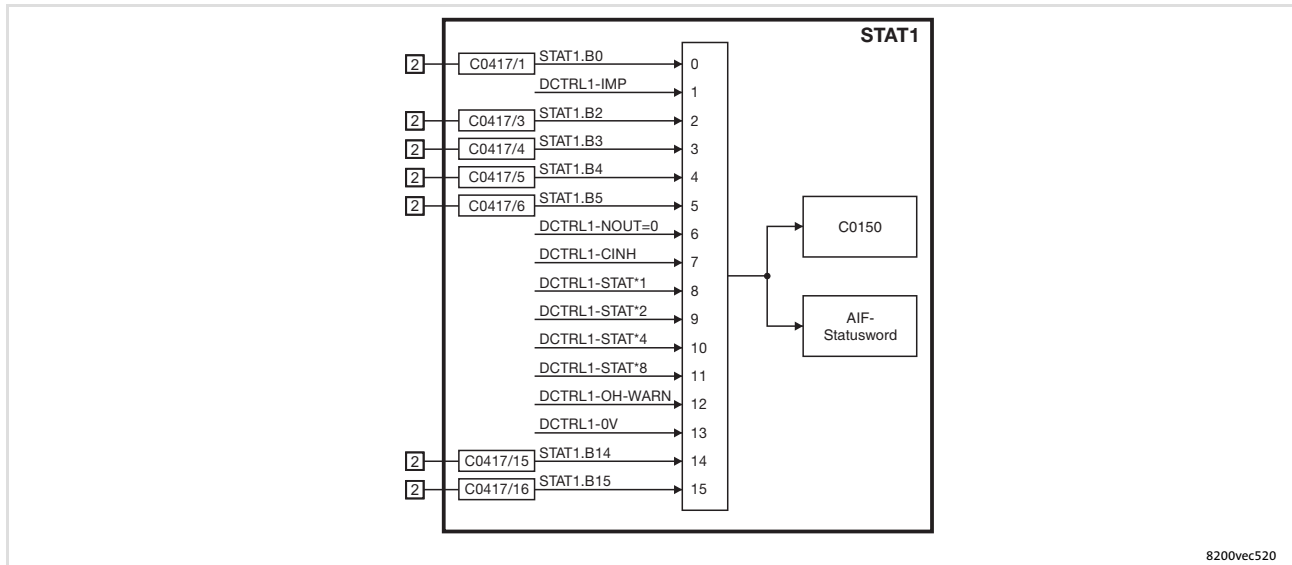 STAT1
2 C0417/1 STAT1.B0 0
DCTRL1-IMP 1
2 C0417/3 STAT1.B2 2
2 C0417/4 STAT1.B3 3
2 C0417/5 STAT1.B4 4
2 C0417/6 STAT1.B5 5
DCTRL1-NOUT=0 6
DCTRL1-CINH 7
DCTRL1-STAT*1 8
DCTRL1-STAT*2 9
DCTRL1-STAT*4 10
DCTRL1-STAT*8 11
DCTRL1-OH-WARN 12
DCTRL1-0V 13
2 C0417/15 STAT1.B14 14
2 C0417/16 STAT1.B15 15
C0150
AIF-
Statusword
8200vec520